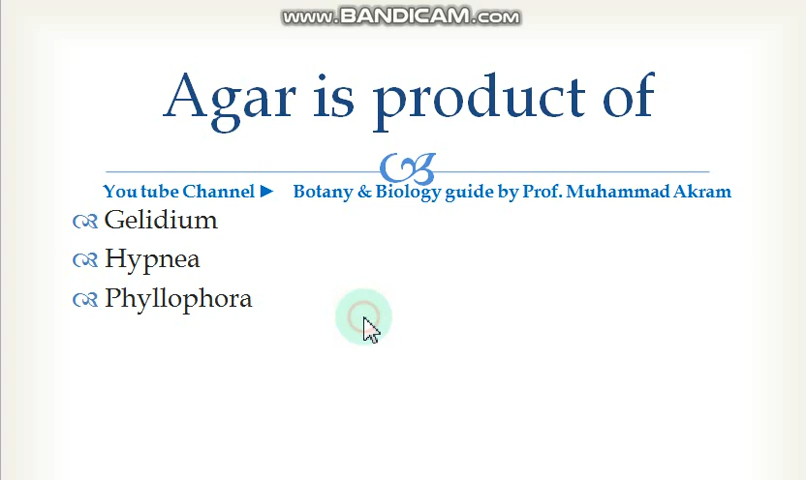 www.BANDICAM.com
Agar is product of
You tube Channel ► Botany & Biology guide by Prof. Muhammad Akram
Gelidium
Hypnea
Phyllophora